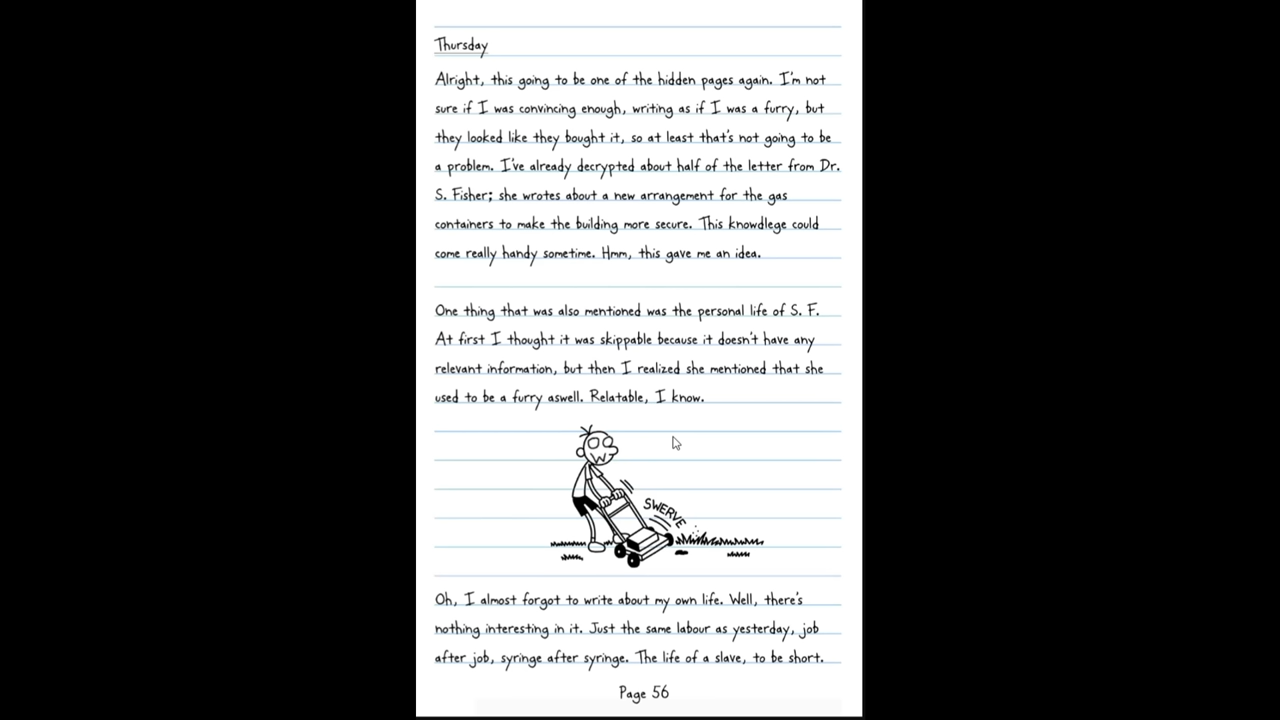 Thursday
Alright, this going to be one of the hidden pages again. I'm not
sure if I was convincing enough, writing as if I was a furry, but
they looked like they bought it, so at least that's not going to be
a problem. I've already decrypted about half of the letter from Dr.
S. Fisher; she wrotes about a new arrangement for the gas
containers to make the building more secure. This knowdlege could
come really handy sometime. Hmm, this gave me an idea.
One thing that was also mentioned was the personal life of S. F.
At first I thought it was skippable because it doesn't have any
relevant information, but then I realized she mentioned that she
used to be a furry aswell. Relatable, I know.
SWERVE
Oh, I almost forgot to write about my own life. Well, there's
nothing interesting in it. Just the same labour as yesterday, job
after job, syringe after syringe. The life of a slave, to be short.
Page 56